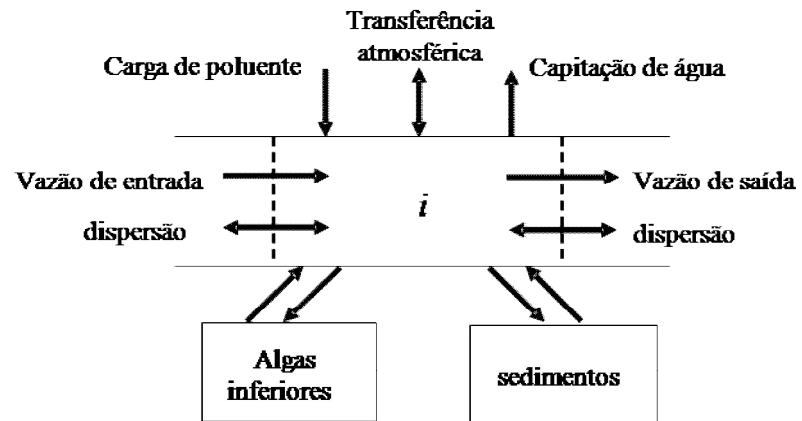 Transferência
atmosférica
Carga de poluente
Capitação de água
Vazão de entrada
i
Vazão de saída
dispersão
dispersão
Algas
inferiores
sedimentos